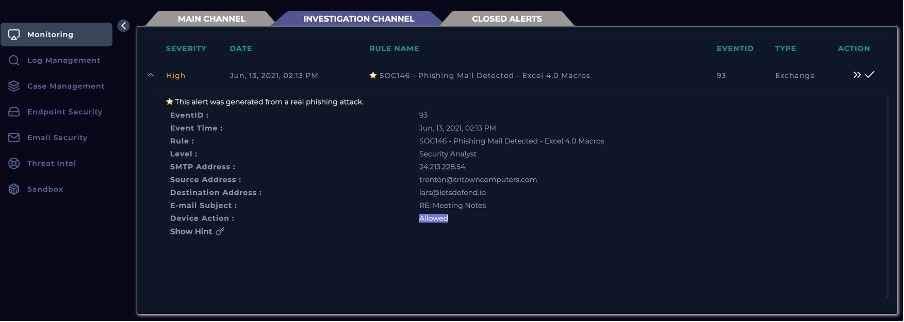 MAIN CHANNEL INVESTIGATION CHANNEL CLOSED ALERTS
Monitoring
Log Management
Case Management
Endpoint Security
Email Security
Threat Intel
Sandbox
SEVERITY DATE RULE NAME EVENTID TYPE ACTION
High Jun, 13, 2021, 02:13 PM SOC146 - Phishing Mail Detected - Excel 4.0 Macros 93 Exchange
This alert was generated from a real phishing attack.
EventID : 93
Event Time : Jun, 13, 2021, 02:13 PM
Rule : SOC146 - Phishing Mail Detected - Excel 4.0 Macros
Level : Security Analyst
SMTP Address : 24.213.228.54
Source Address : trenton@tritowncomputers.com
Destination Address : lars@letsdefend.io
E-mail Subject : RE: Meeting Notes
Device Action : Allowed
Show Hint